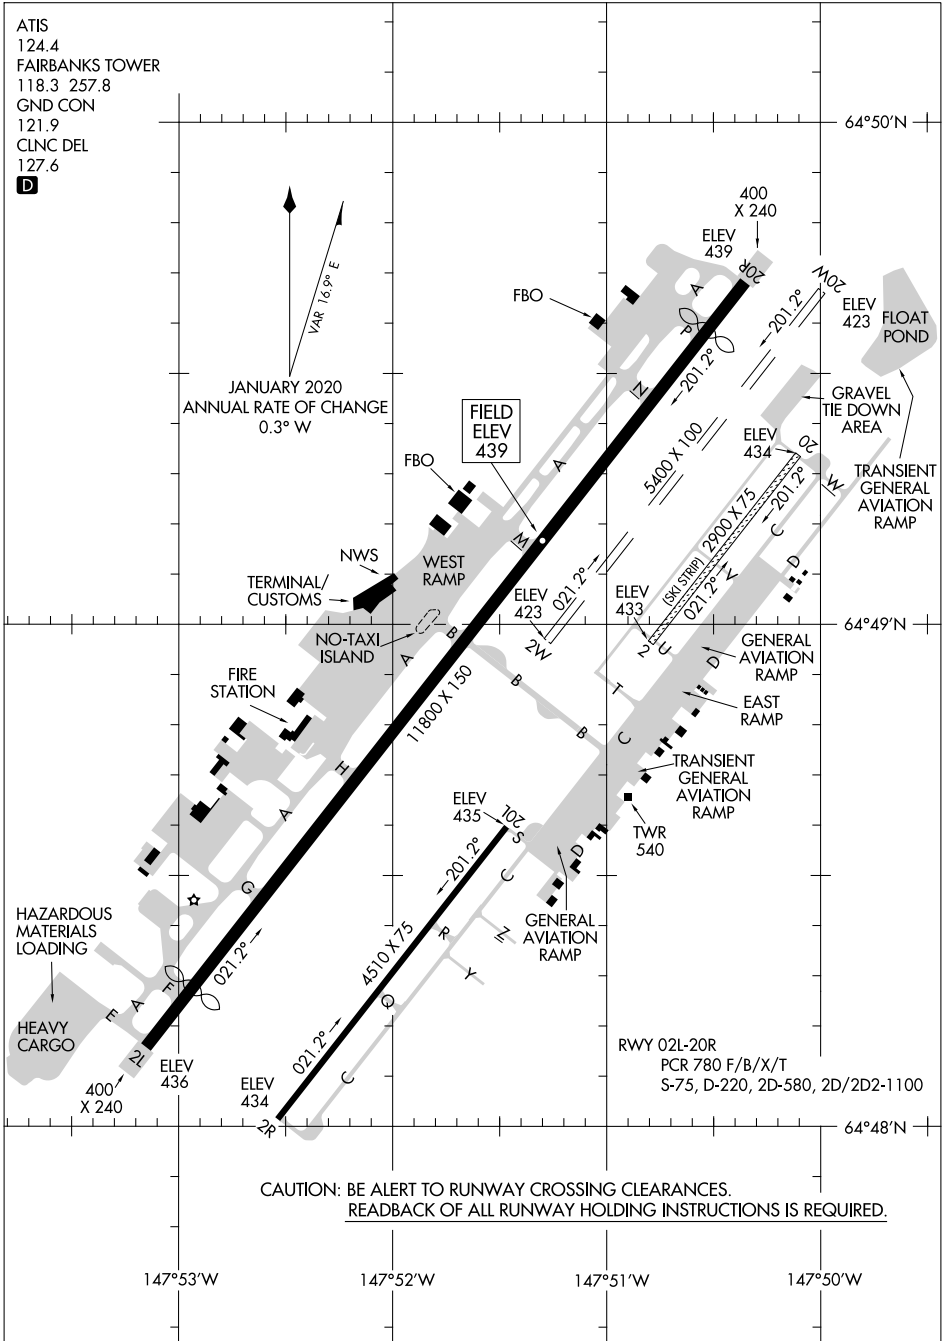 ATIS
124.4
FAIRBANKS TOWER
118.3 257.8
GND CON
121.9
CLNC DEL
127.6
D
VAR 16.9° E
JANUARY 2020
ANNUAL RATE OF CHANGE
0.3° W
64°50'N
400
X 240
ELEV
439
20R
A
P
20W
201.2°
ELEV
423
FLOAT
POND
FBO
201.2°
N
GRAVEL
TIE DOWN
AREA
FIELD
ELEV
439
ELEV
434
20
5400 X 100
FBO
A
201.2°
W
TRANSIENT
GENERAL
AVIATION
RAMP
2900 X 75
C
M
NWS
WEST
RAMP
(SKI STRIP)
021.2°
V
D
TERMINAL/
CUSTOMS
ELEV
423
021.2°
ELEV
433
64°49'N
NO-TAXI
ISLAND
B
2W
2
U
D
GENERAL
AVIATION
RAMP
A
FIRE
STATION
B
T
EAST
RAMP
11800 X 150
B
C
H
TRANSIENT
GENERAL
AVIATION
RAMP
A
ELEV
435
20L
S
TWR
540
201.2°
D
C
G
HAZARDOUS
MATERIALS
LOADING
GENERAL
AVIATION
RAMP
R
Z
021.2°
4510 X 75
Y
F
A
E
Q
HEAVY
CARGO
2L
ELEV
436
021.2°
RWY 02L-20R
PCR 780 F/B/X/T
S-75, D-220, 2D-580, 2D/2D2-1100
400
X 240
ELEV
434
C
2R
64°48'N
CAUTION: BE ALERT TO RUNWAY CROSSING CLEARANCES.
READBACK OF ALL RUNWAY HOLDING INSTRUCTIONS IS REQUIRED.
147°53'W
147°52'W
147°51'W
147°50'W